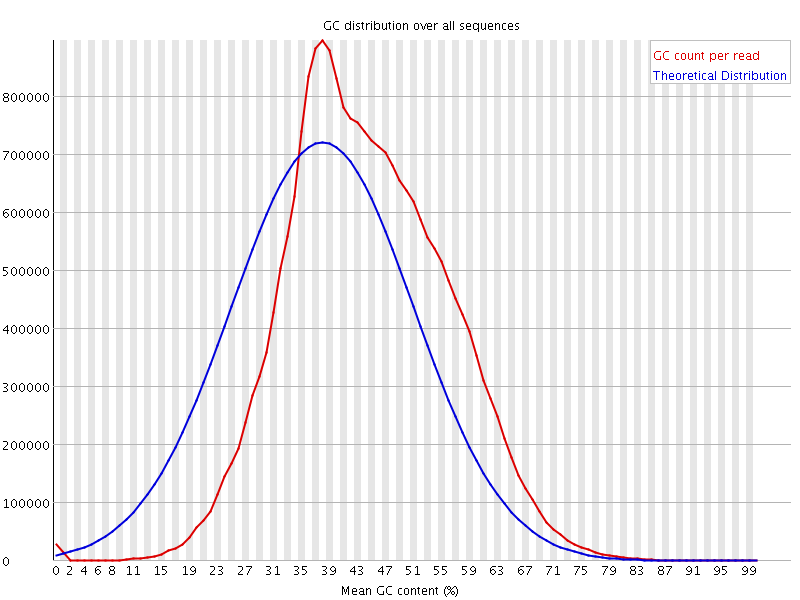 GC distribution over all sequences
GC count per read
Theoretical Distribution
800000
700000
600000
500000
400000
300000
200000
100000
0
0 2 4 6 8 11 15 19 23 27 31 35 39 43 47 51 55 59 63 67 71 75 79 83 87 91 95 99
Mean GC content (%)